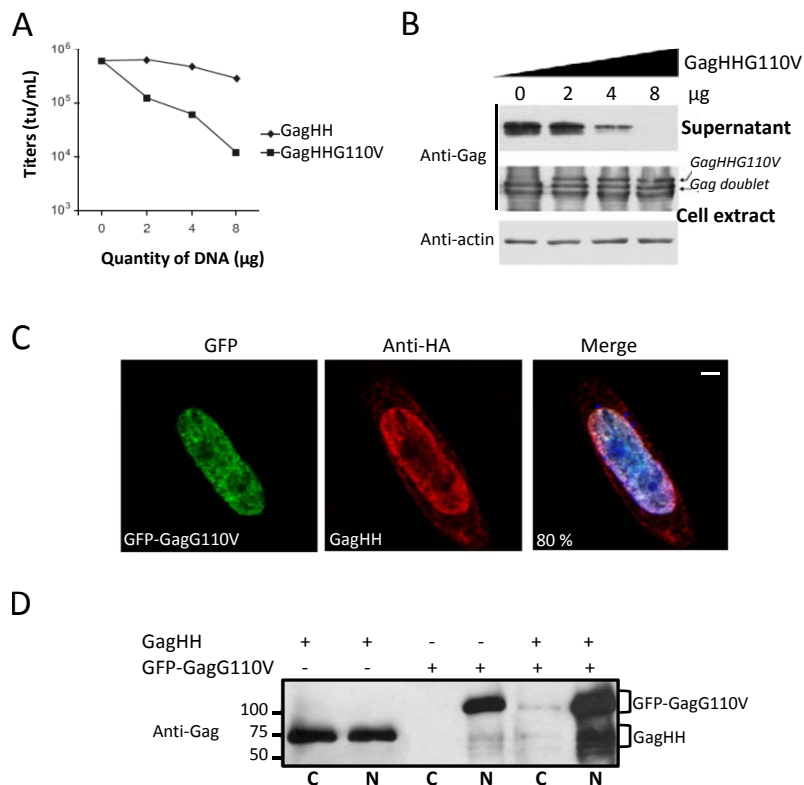 A
Titers (tu/mL)
10⁶
10⁵
10⁴
10³
0 2 4 8
Quantity of DNA (µg)
GagHH
GagHHG110V
B
GagHHG110V
0 2 4 8 µg
Anti-Gag
Supernatant
GagHHG110V
Gag doublet
Cell extract
Anti-actin
C
GFP Anti-HA Merge
GFP-GagG110V GagHH 80 %
D
GagHH + + - - + +
GFP-GagG110V - - + + + +
Anti-Gag
100
75
50
GFP-GagG110V
GagHH
C N C N C N